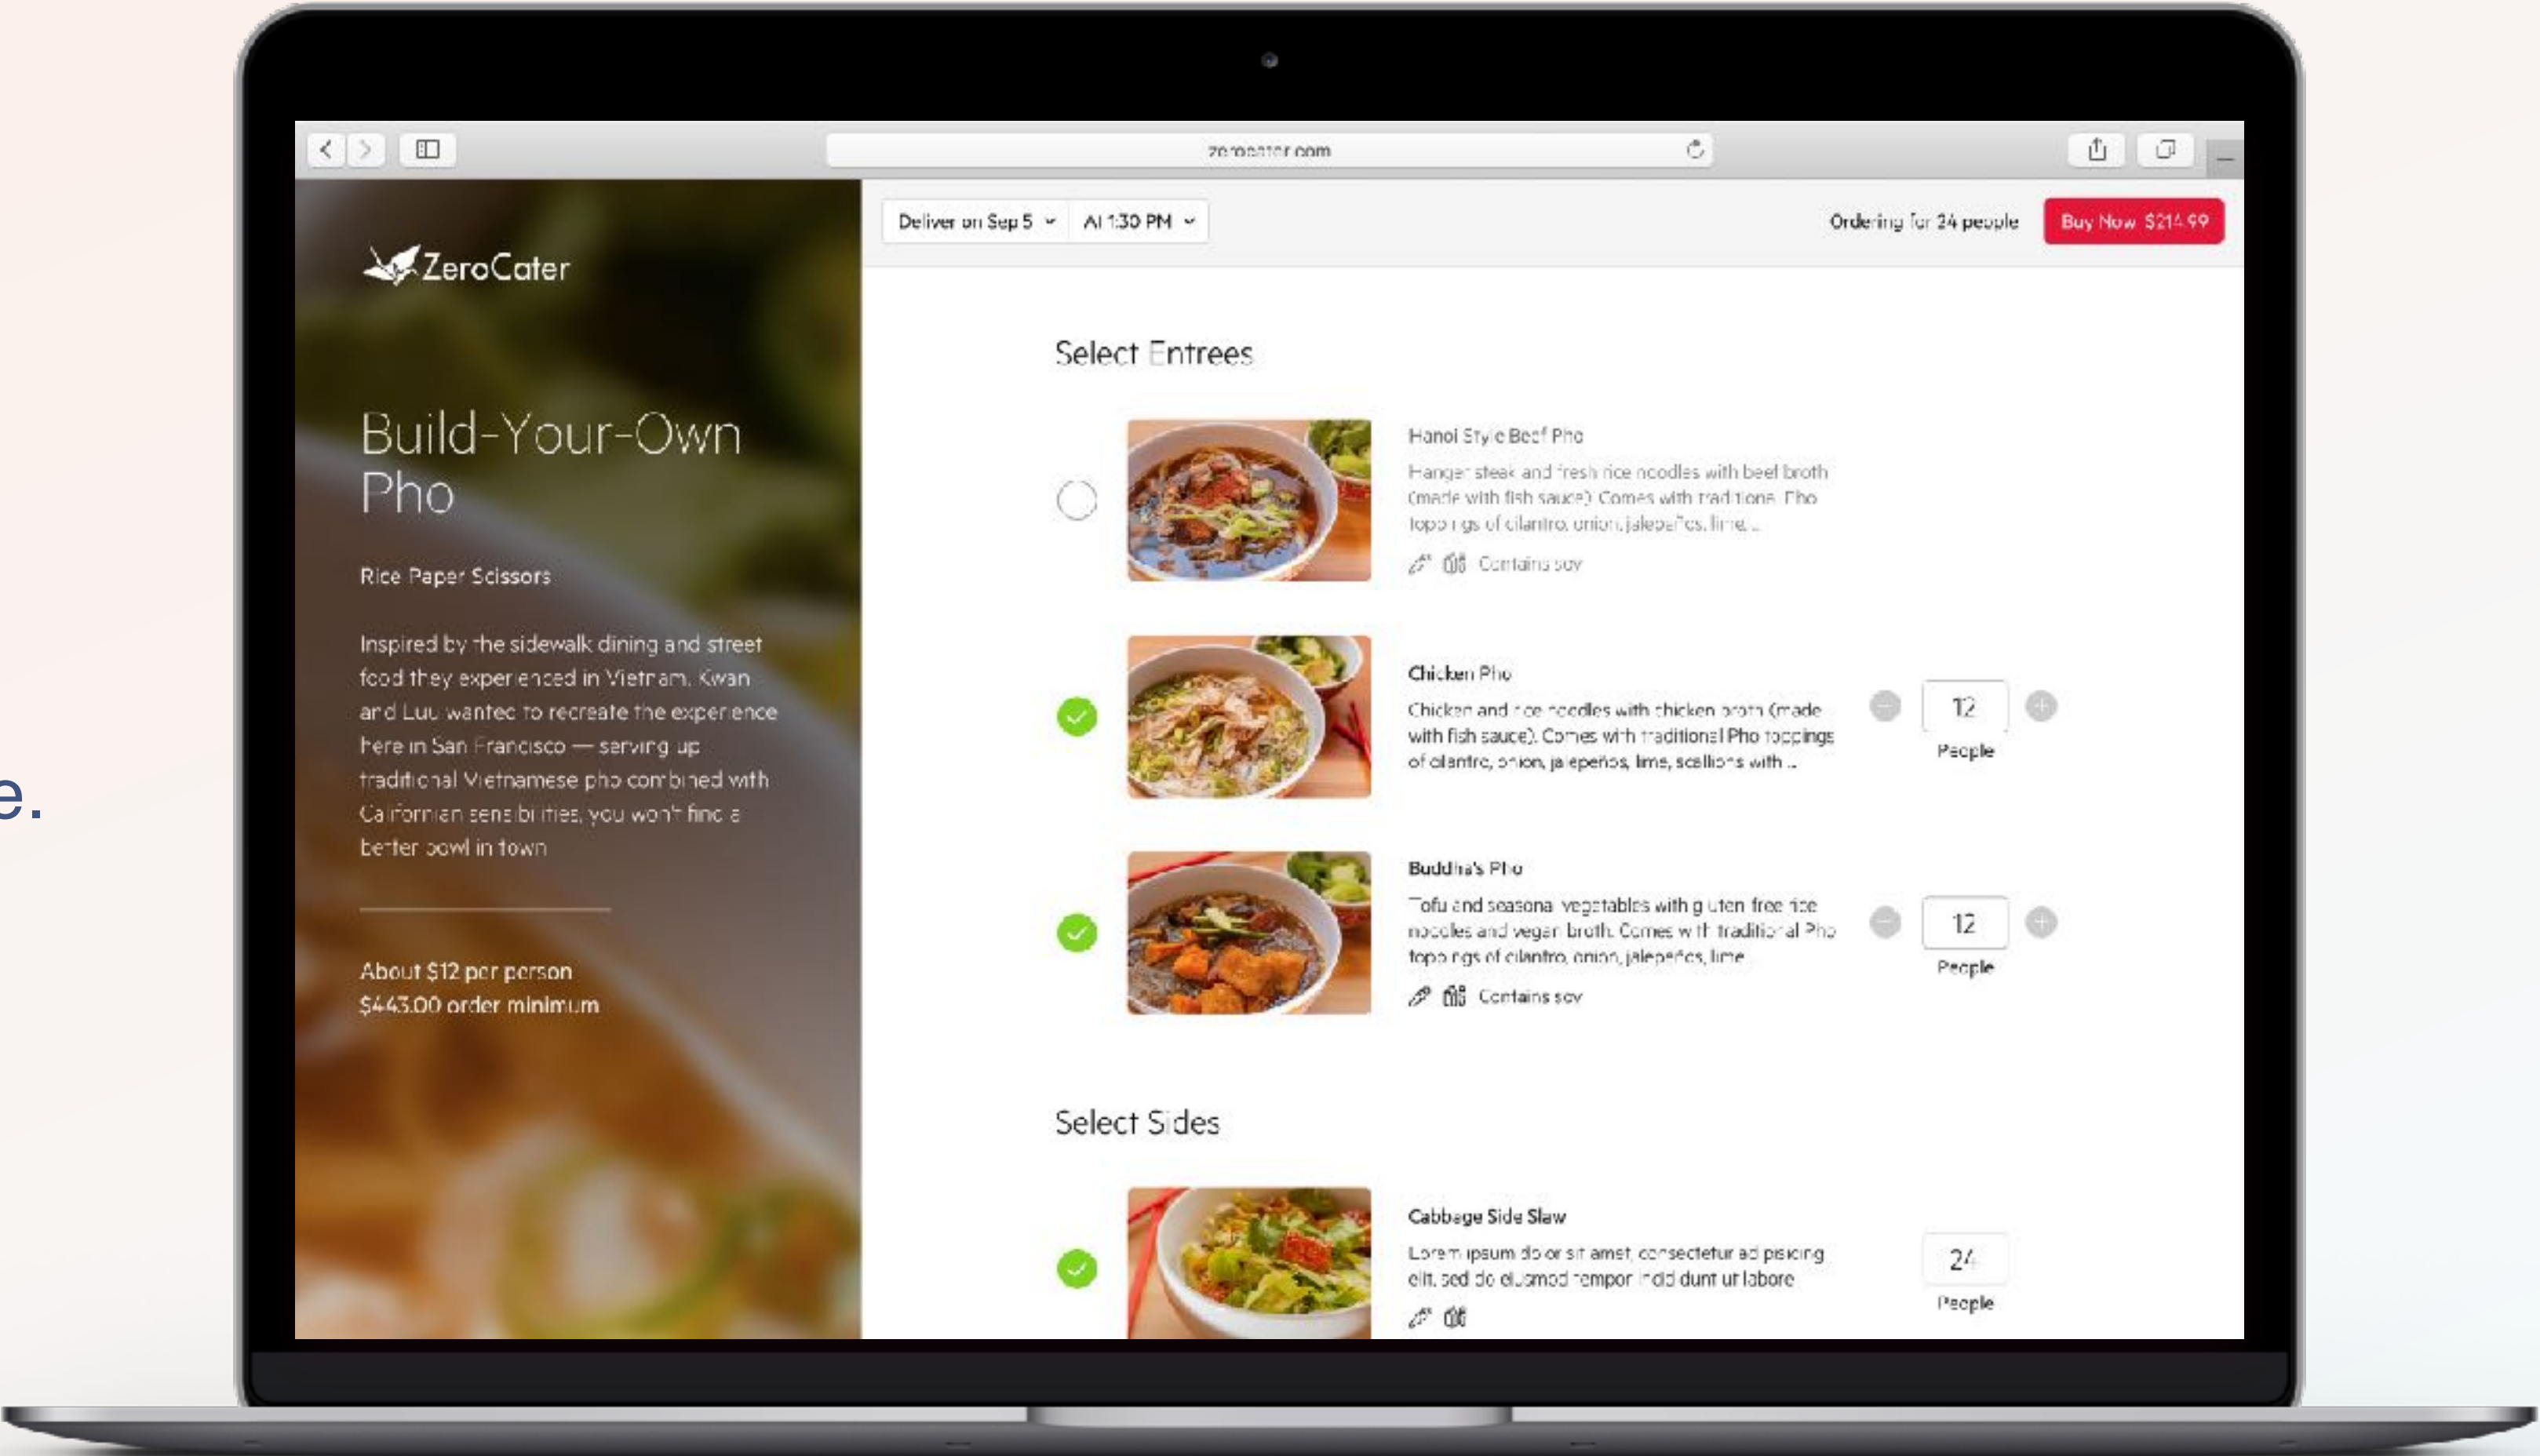 e.
zerocater.com
ZeroCater
Build-Your-Own
Pho
Rice Paper Scissors
Inspired by the sidewalk dining and street
food they experienced in Vietnam, Kwan
and Luu wanted to recreate the experience
here in San Francisco — serving up
traditional Vietnamese pho combined with
Californian sensibilities, you won't find a
better bowl in town
About $12 per person
$443.00 order minimum
Deliver on Sep 5
At 1:30 PM
Ordering for 24 people
Buy Now $214.99
Select Entrees
Hanoi Style Beef Pho
Hanger steak and fresh rice noodles with beef broth
(made with fish sauce). Comes with traditional Pho
toppings of cilantro, onion, jalepeños, lime, ...
Contains soy
Chicken Pho
Chicken and rice noodles with chicken broth (made
with fish sauce). Comes with traditional Pho toppings
of cilantro, onion, jalepeños, lime, scallions with ...
12
People
Buddha's Pho
Tofu and seasonal vegetables with gluten-free rice
noodles and vegan broth. Comes with traditional Pho
toppings of cilantro, onion, jalepeños, lime
Contains soy
12
People
Select Sides
Cabbage Side Slaw
Lorem ipsum dolor sit amet, consectetur adipisicing
elit, sed do eiusmod tempor incididunt ut labore
24
People